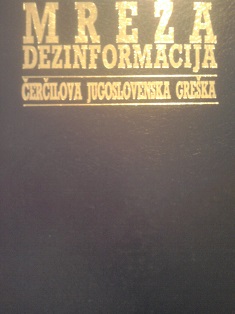 MREŽA
DEZINFORMACIJA
ČERČILOVA JUGOSLOVENSKA GREŠKA